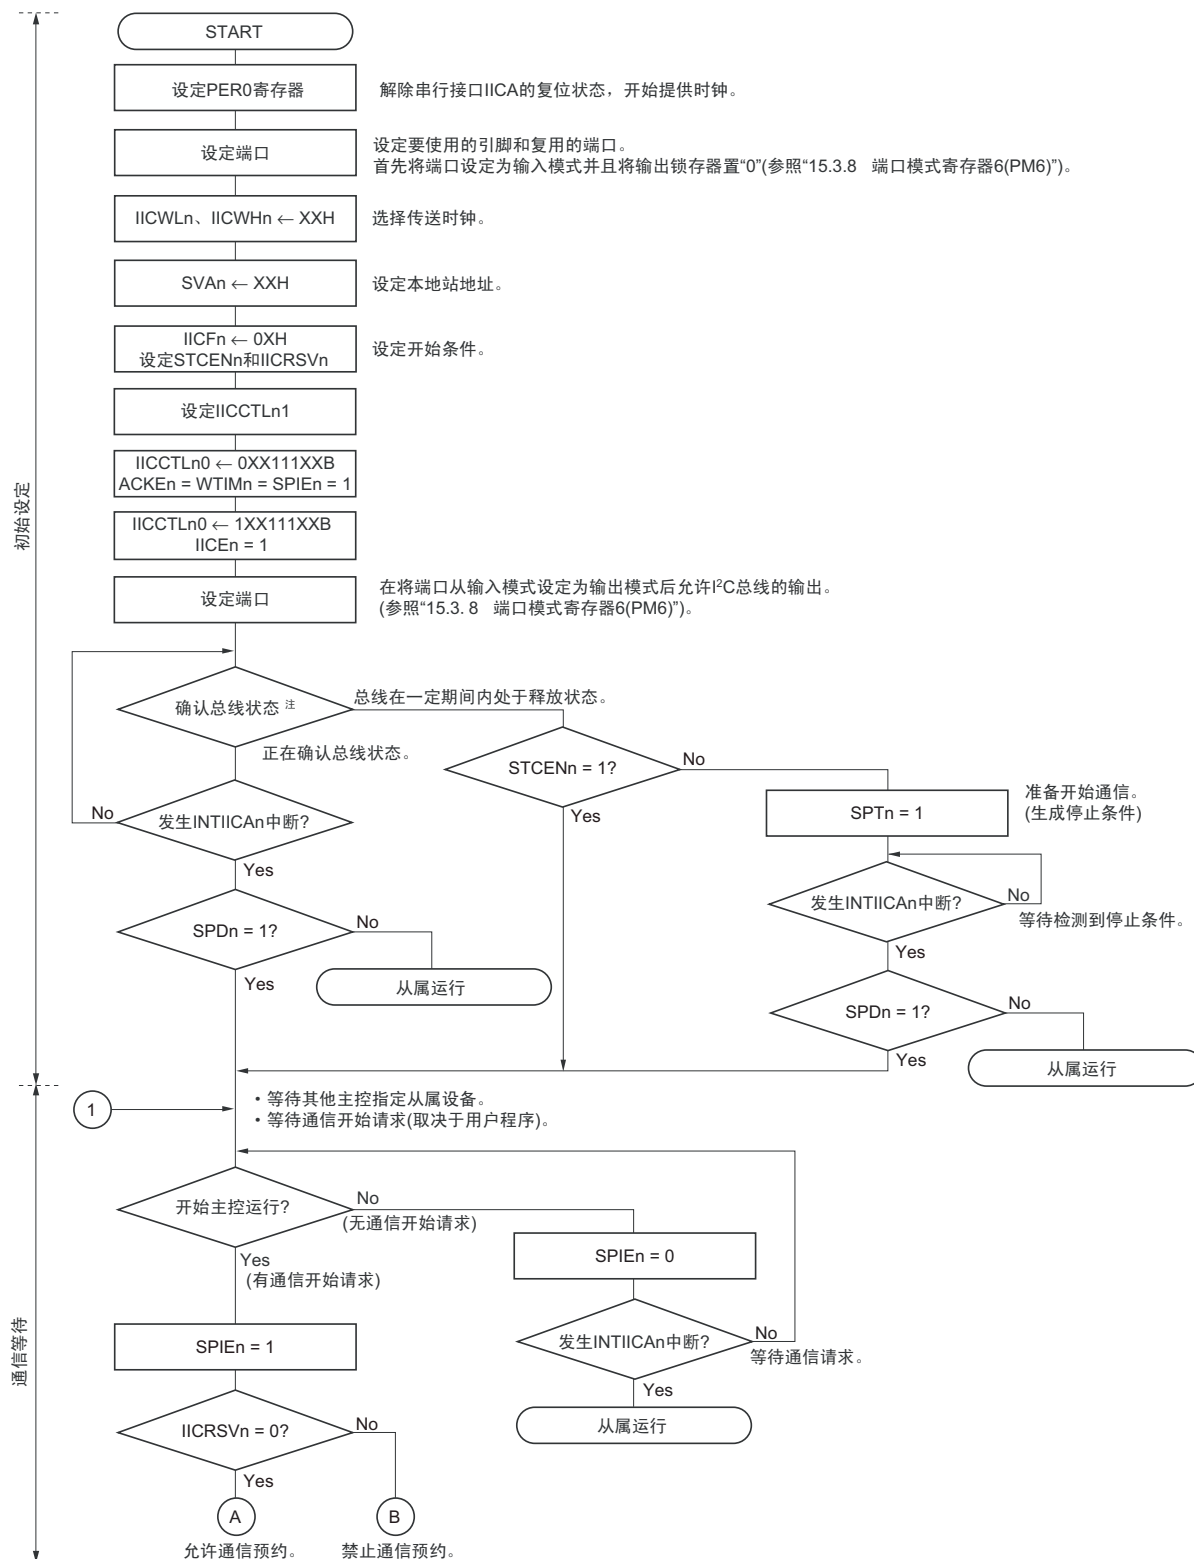 START
设定PER0寄存器
解除串行接口IICA的复位状态，开始提供时钟。
设定端口
设定要使用的引脚和复用的端口。
首先将端口设定为输入模式并且将输出锁存器置“0”(参照“15.3.8 端口模式寄存器6(PM6)”)。
IICWLn、IICWHn ← XXH
选择传送时钟。
SVAn ← XXH
设定本地站地址。
IICFn ← 0XH
设定STCENn和IICRSVn
设定开始条件。
设定IICCTLn1
IICCTLn0 ← 0XX111XXB
ACKEn = WTIMn = SPIEn = 1
IICCTLn0 ← 1XX111XXB
IICEn = 1
初始设定
设定端口
在将端口从输入模式设定为输出模式后允许I²C总线的输出。
(参照“15.3. 8 端口模式寄存器6(PM6)”)。
确认总线状态 注
总线在一定期间内处于释放状态。
正在确认总线状态。
STCENn = 1?
No
Yes
SPTn = 1
准备开始通信。
(生成停止条件)
No
发生INTIICAn中断?
Yes
发生INTIICAn中断?
No
等待检测到停止条件。
Yes
SPDn = 1?
No
Yes
从属运行
SPDn = 1?
No
Yes
从属运行
1
・等待其他主控指定从属设备。
・等待通信开始请求(取决于用户程序)。
开始主控运行?
No
(无通信开始请求)
Yes
(有通信开始请求)
SPIEn = 0
通信等待
SPIEn = 1
发生INTIICAn中断?
No
等待通信请求。
Yes
从属运行
IICRSVn = 0?
No
Yes
A
B
允许通信预约。
禁止通信预约。